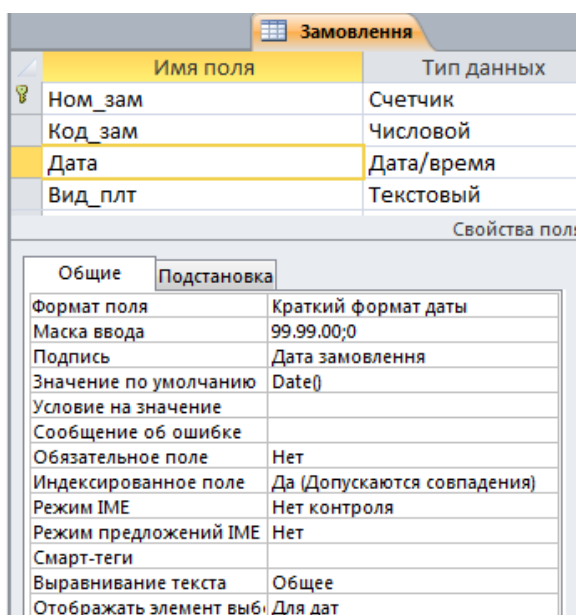 Замовлення
Имя поля Тип данных
Ном_зам Счетчик
Код_зам Числовой
Дата Дата/время
Вид_плт Текстовый
Свойства поля
Общие Подстановка
Формат поля Краткий формат даты
Маска ввода 99.99.00;0
Подпись Дата замовлення
Значение по умолчанию Date()
Условие на значение
Сообщение об ошибке
Обязательное поле Нет
Индексированное поле Да (Допускаются совпадения)
Режим IME Нет контроля
Режим предложений IME Нет
Смарт-теги
Выравнивание текста Общее
Отображать элемент выб Для дат